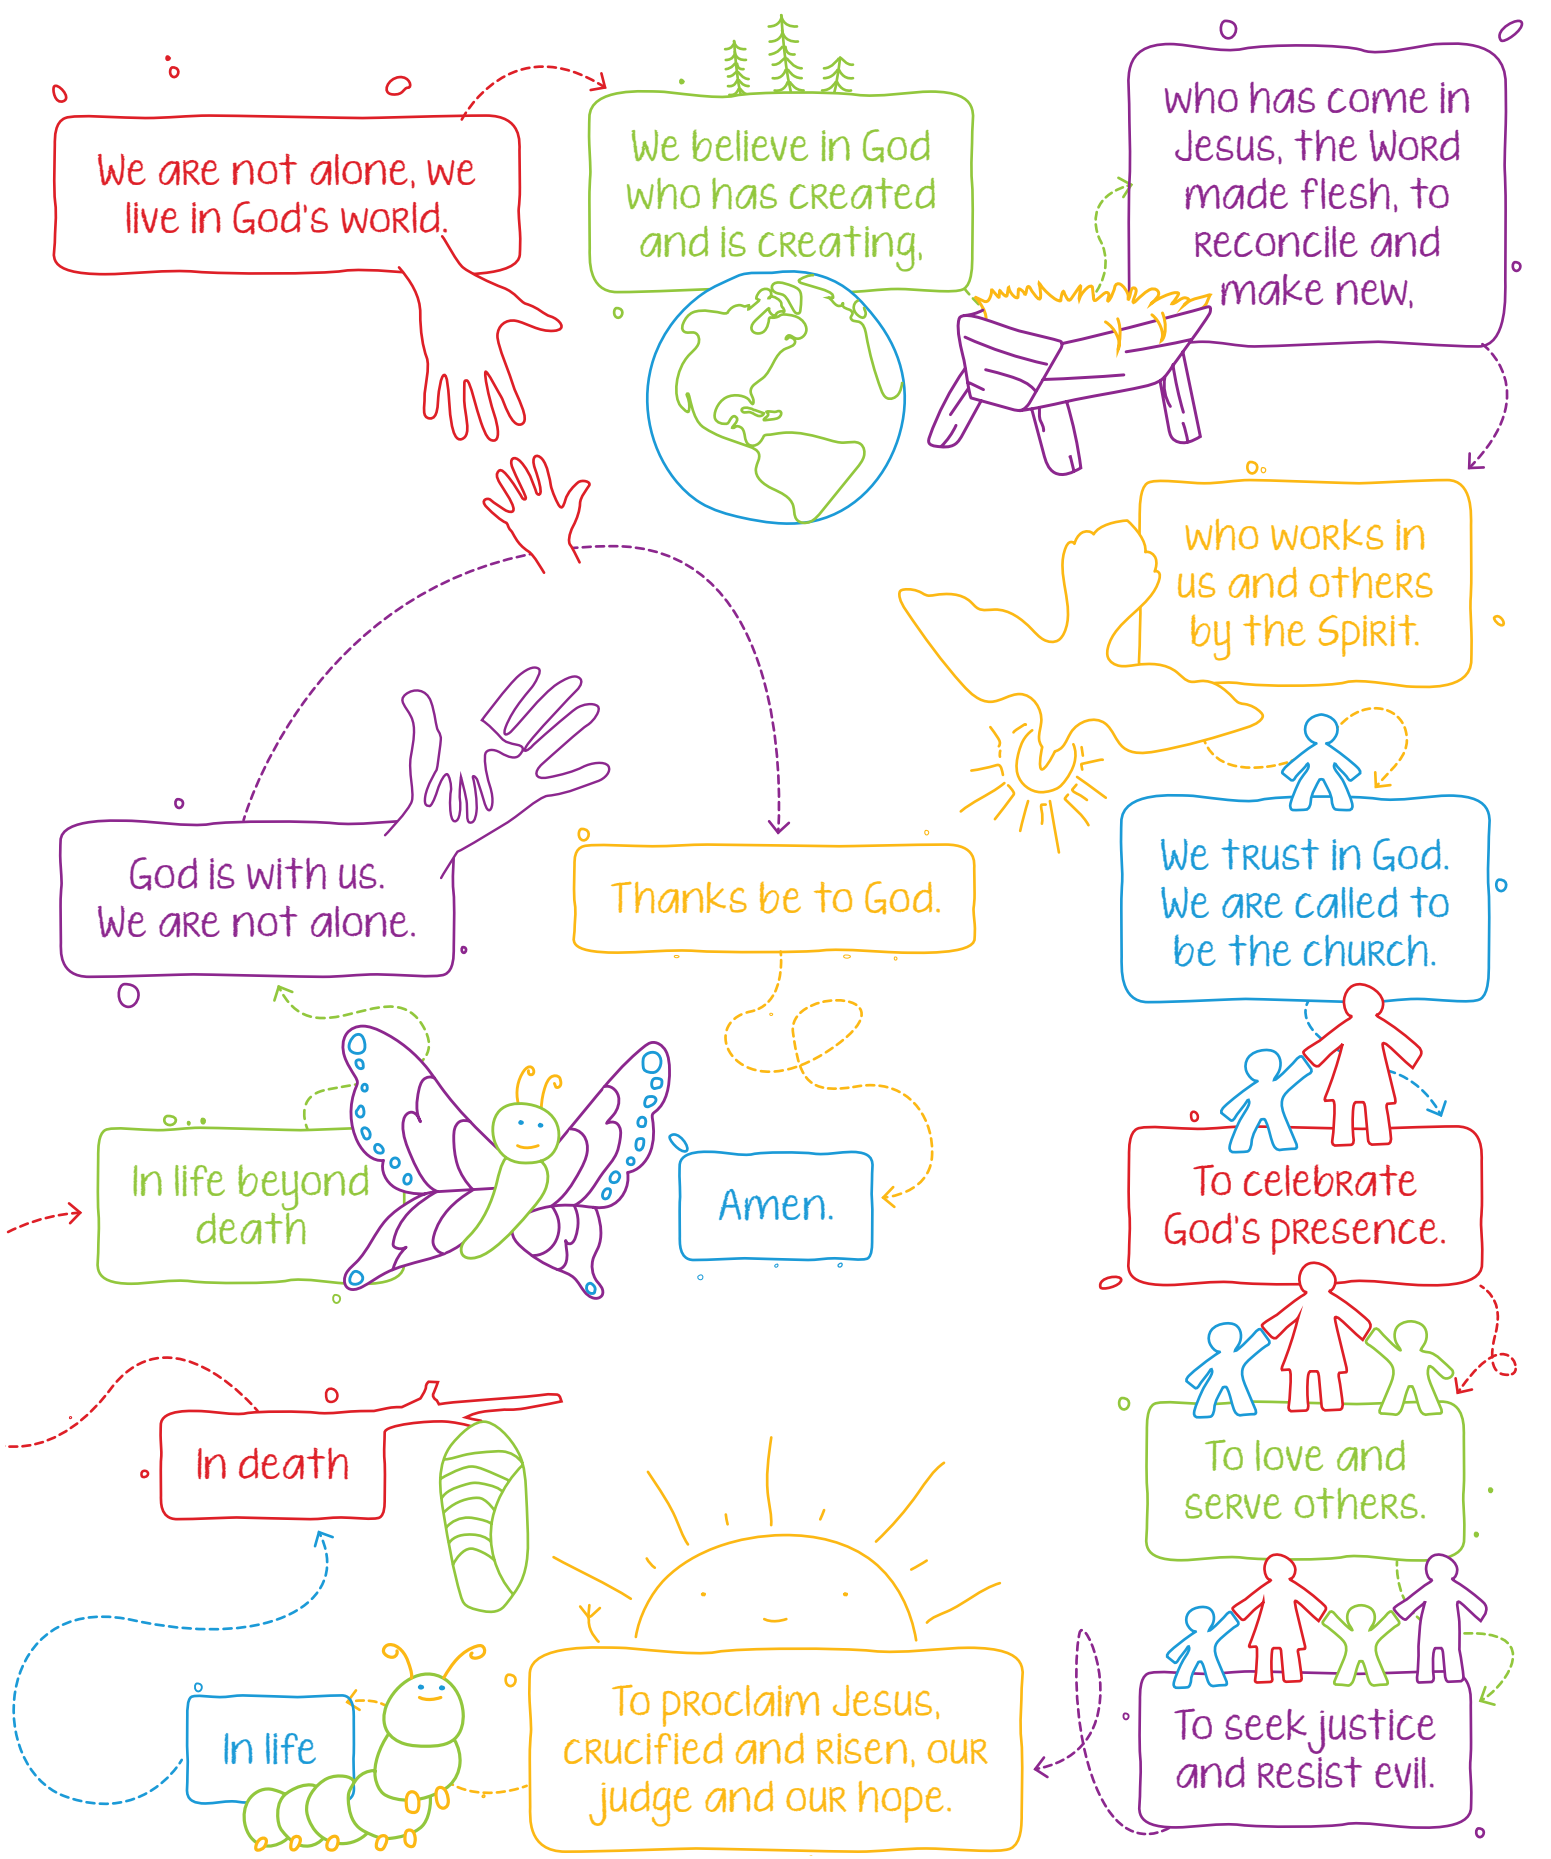 We are not alone, we
live in God's world.
We believe in God
who has created
and is creating,
who has come in
Jesus, the Word
made flesh, to
reconcile and
make new,
who works in
us and others
by the Spirit.
We trust in God.
We are called to
be the church.
To celebrate
God's presence.
To love and
serve others.
To seek justice
and resist evil.
To proclaim Jesus,
crucified and risen, our
judge and our hope.
In life
In death
In life beyond
death
God is with us.
We are not alone.
Thanks be to God.
Amen.